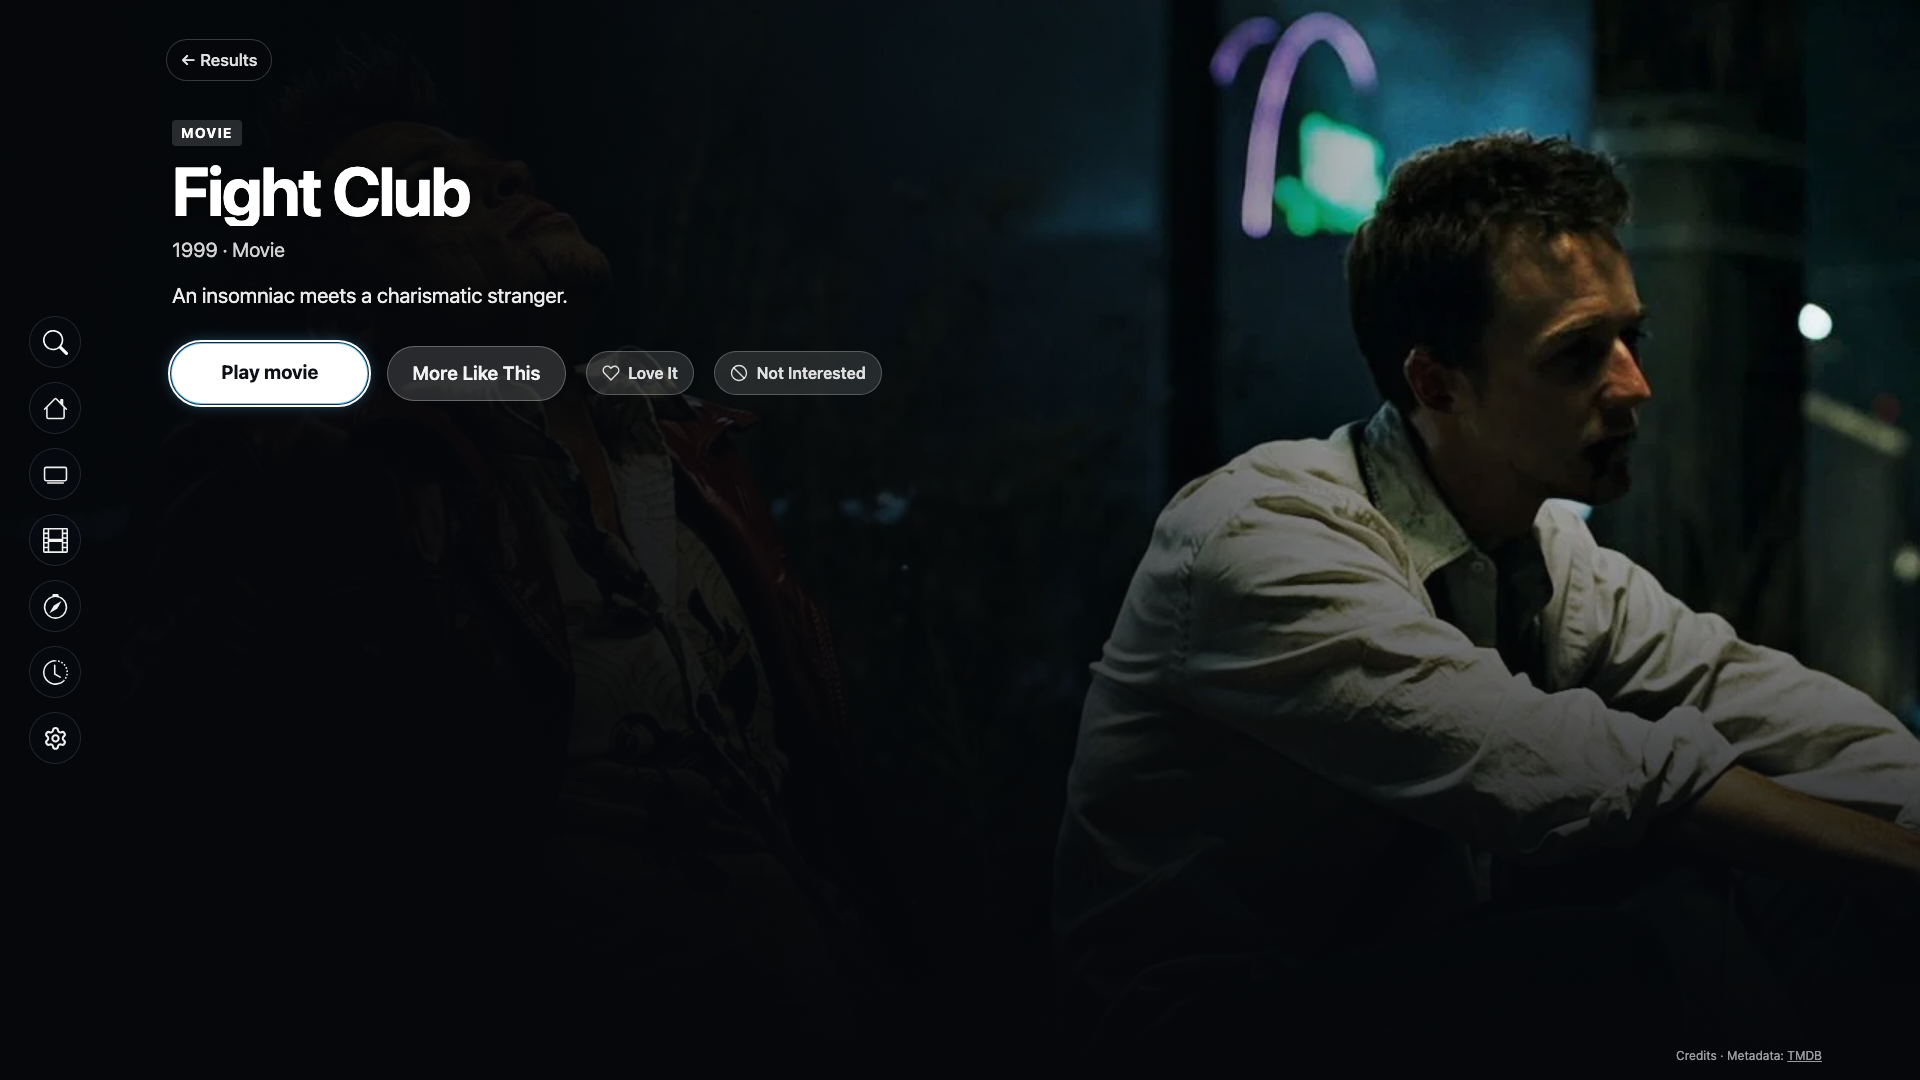 ← Results
MOVIE
Fight Club
1999 · Movie
An insomniac meets a charismatic stranger.
Play movie
More Like This
Love It
Not Interested
Credits · Metadata: TMDB